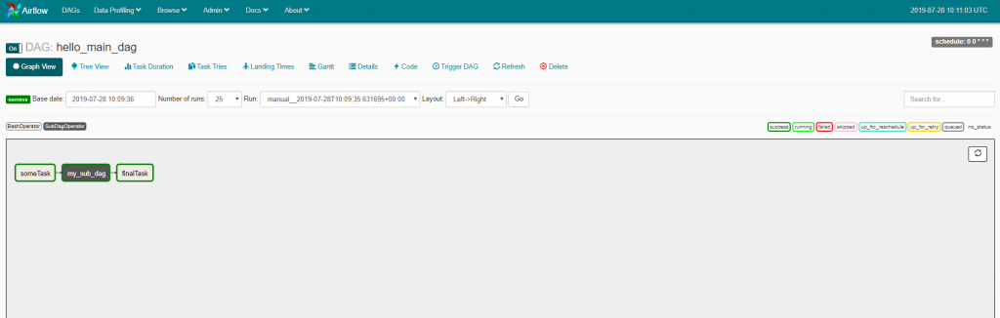 Airflow DAGs Data Profiling Browse Admin Docs About 2019-07-28 10:11:03 UTC
schedule: 0 0 * * *
On DAG: hello_main_dag
Graph View Tree View Task Duration Task Tries Landing Times Gantt Details Code Trigger DAG Refresh Delete
success Base date: 2019-07-28 10:09:36 Number of runs: 25 Run: manual__2019-07-28T10:09:35.631695+00:00 Layout: Left->Right Go Search for...
BashOperator SubDagOperator success running failed skipped up_for_reschedule up_for_retry queued no_status
someTask my_sub_dag finalTask